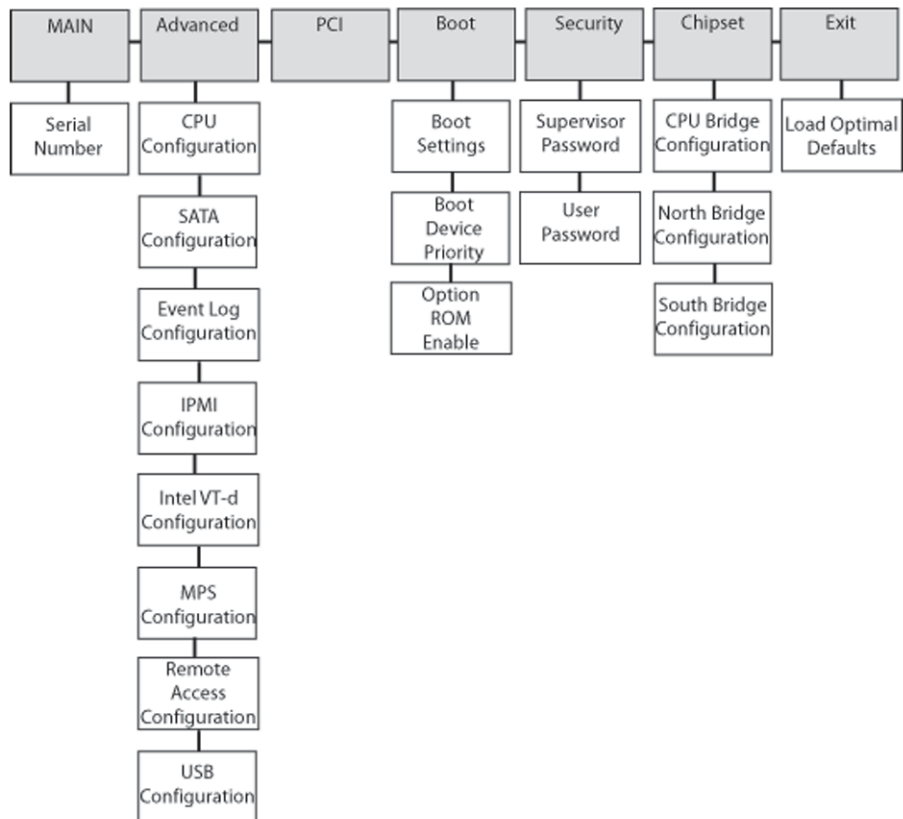 MAIN
Advanced
PCI
Boot
Security
Chipset
Exit
Serial
Number
CPU
Configuration
SATA
Configuration
Event Log
Configuration
IPMI
Configuration
Intel VT-d
Configuration
MPS
Configuration
Remote
Access
Configuration
USB
Configuration
Boot
Settings
Boot
Device
Priority
Option
ROM
Enable
Supervisor
Password
User
Password
CPU Bridge
Configuration
North Bridge
Configuration
South Bridge
Configuration
Load Optimal
Defaults